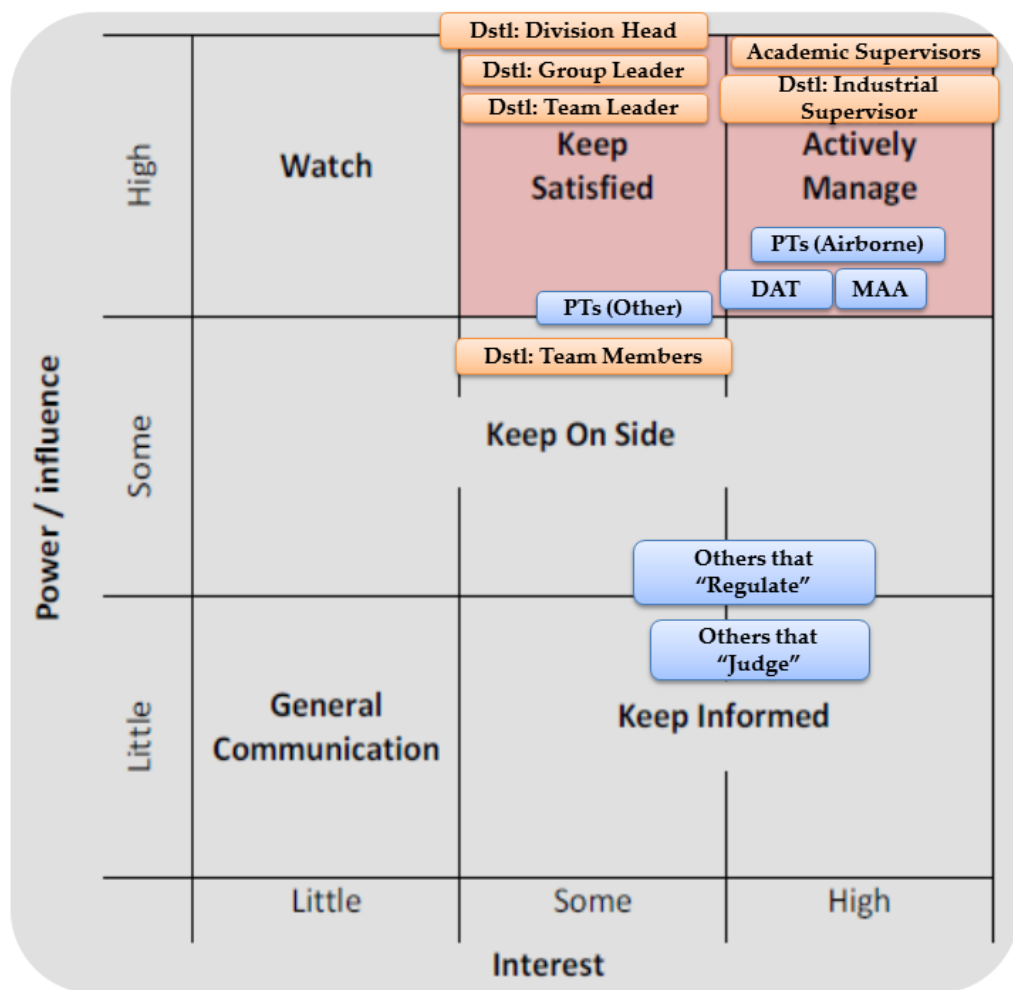 Dstl: Division Head
Academic Supervisors
Dstl: Group Leader
Dstl: Industrial
Supervisor
Dstl: Team Leader
High
Watch
Keep
Satisfied
Actively
Manage
PTs (Airborne)
DAT
MAA
PTs (Other)
Dstl: Team Members
Power / influence
Some
Keep On Side
Others that
“Regulate”
Others that
“Judge”
Little
General
Communication
Keep Informed
Little
Some
High
Interest